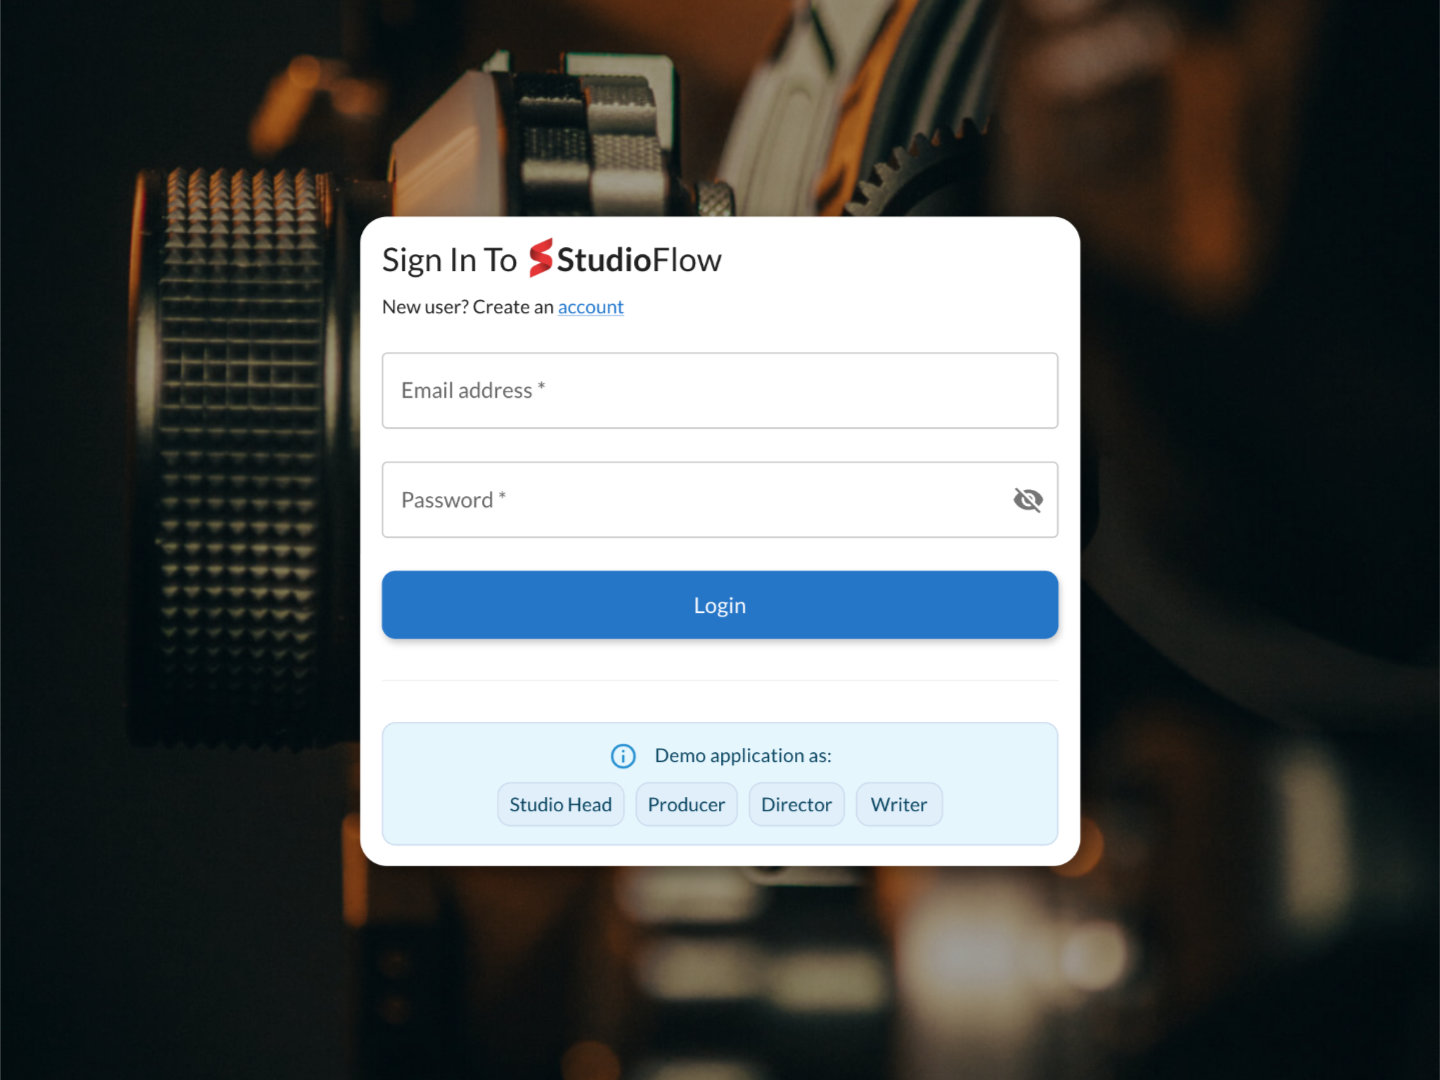 Sign In To StudioFlow
New user? Create an account
Email address *
Password *
Login
Demo application as:
Studio Head Producer Director Writer